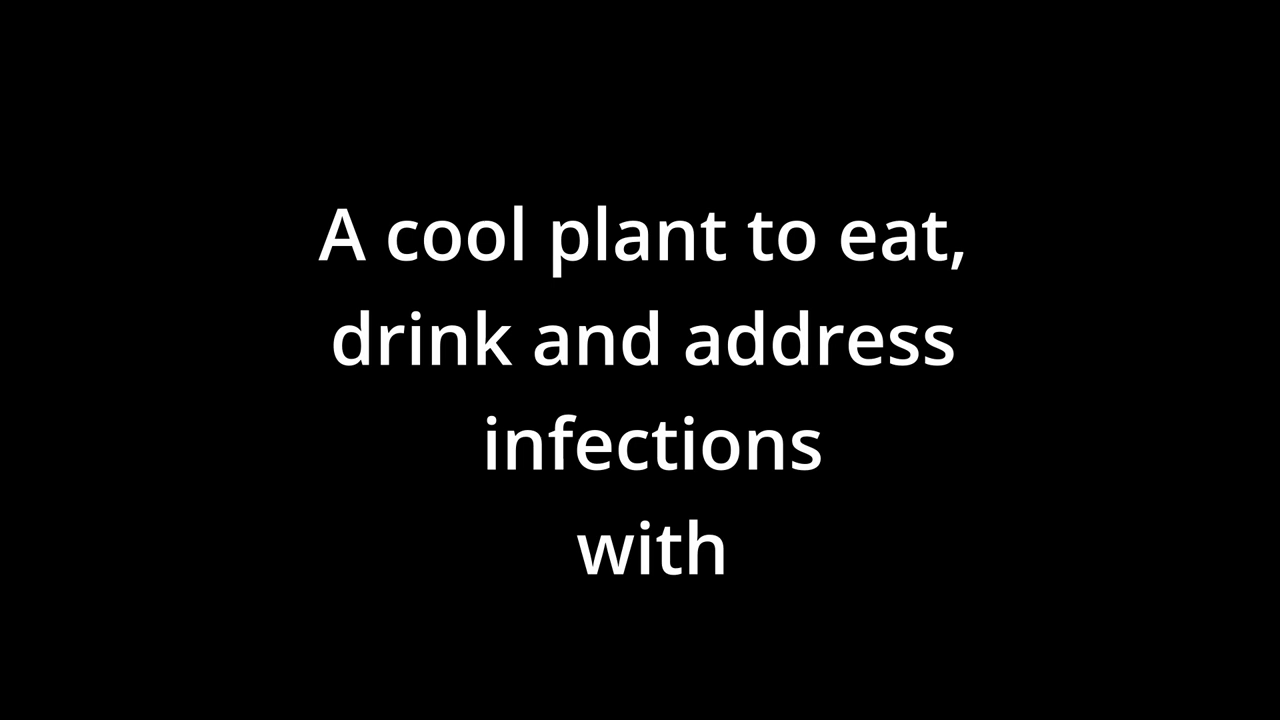 A cool plant to eat,
drink and address
infections
with